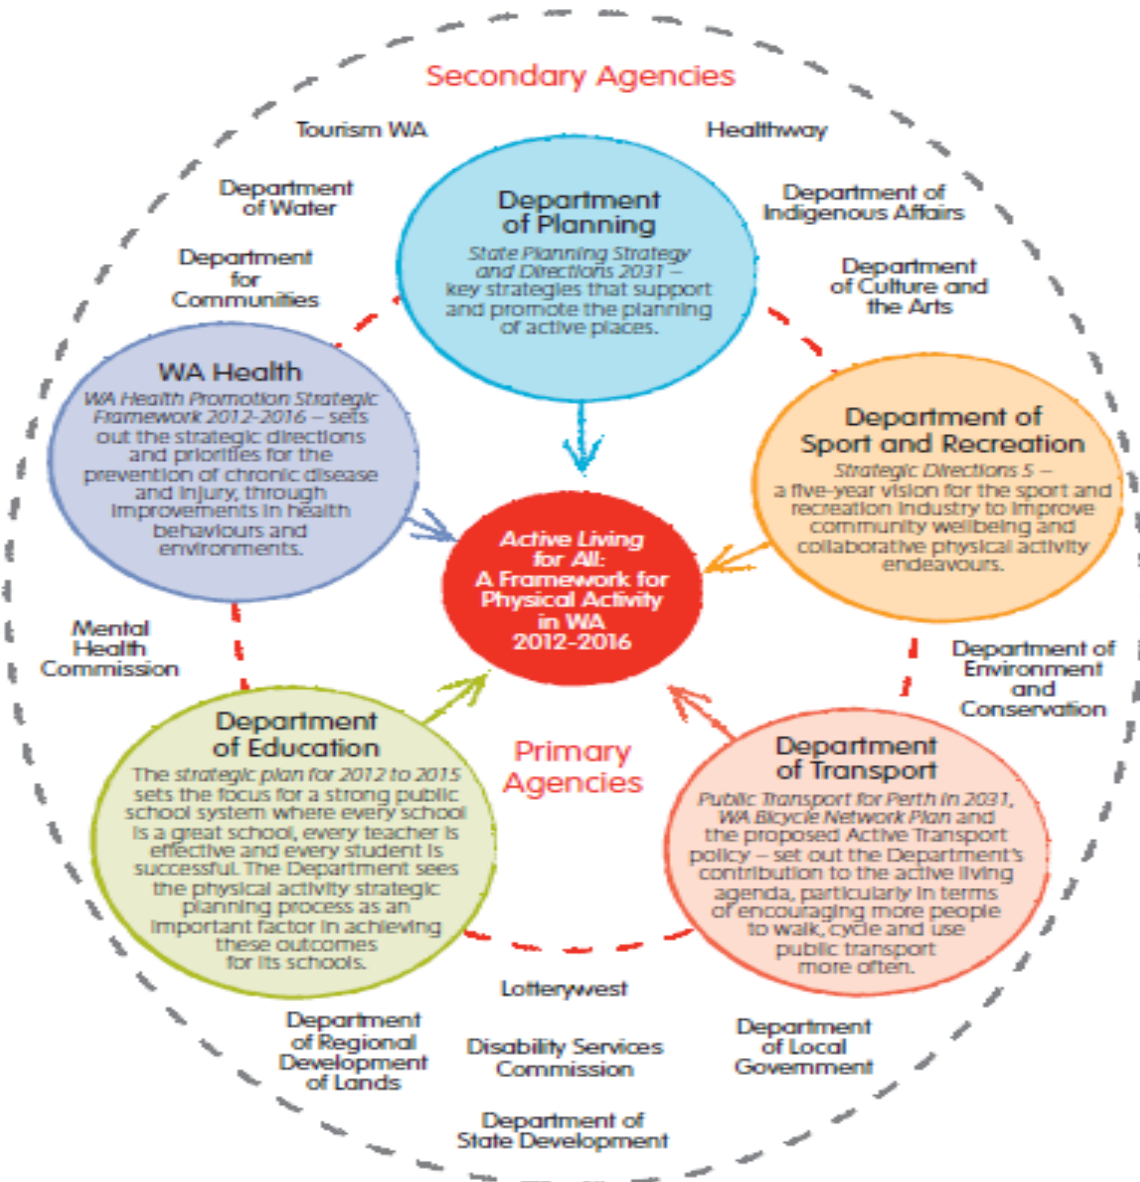 Secondary Agencies
Tourism WA
Healthway
Department
of Water
Department of
Indigenous Affairs
Department
for
Communities
Department
of Culture and
the Arts
Department
of Planning
State Planning Strategy
and Directions 2031 –
key strategies that support
and promote the planning
of active places.
WA Health
WA Health Promotion Strategic
Framework 2012-2016 – sets
out the strategic directions
and priorities for the
prevention of chronic disease
and injury, through
improvements in health
behaviours and
environments.
Department of
Sport and Recreation
Strategic Directions 5 –
a five-year vision for the sport and
recreation industry to improve
community wellbeing and
collaborative physical activity
endeavours.
Active Living
for All:
A Framework for
Physical Activity
in WA
2012-2016
Mental
Health
Commission
Department of
Environment
and
Conservation
Department
of Education
The strategic plan for 2012 to 2015
sets the focus for a strong public
school system where every school
is a great school, every teacher is
effective and every student is
successful. The Department sees
the physical activity strategic
planning process as an
important factor in achieving
these outcomes
for its schools.
Primary
Agencies
Department
of Transport
Public Transport for Perth in 2031,
WA Bicycle Network Plan and
the proposed Active Transport
policy – set out the Department's
contribution to the active living
agenda, particularly in terms
of encouraging more people
to walk, cycle and use
public transport
more often.
Lotterywest
Department
of Regional
Development
of Lands
Disability Services
Commission
Department
of Local
Government
Department of
State Development